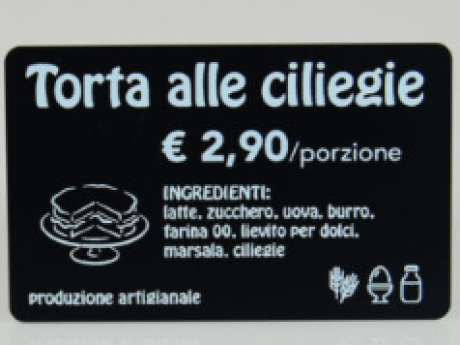 Torta alle ciliegie
€ 2,90/porzione
INGREDIENTI:
latte, zucchero, uova, burro,
farina 00, lievito per dolci,
marsala, ciliegie
produzione artigianale